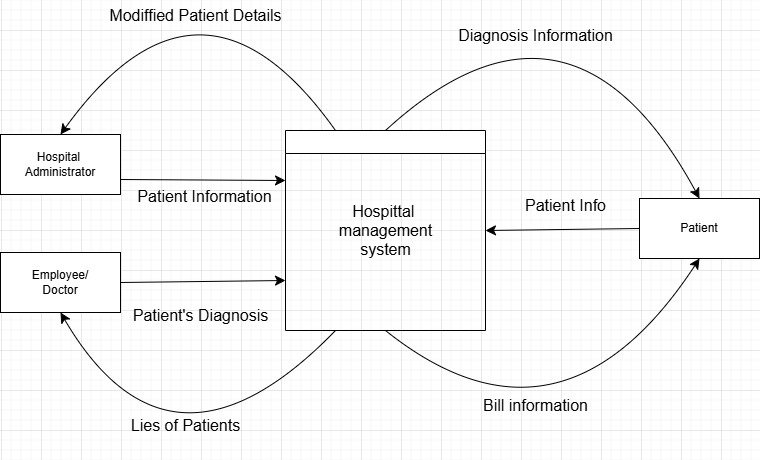 Modiffied Patient Details
Diagnosis Information
Hospital
Administrator
Patient Information
Hospittal
management
system
Patient Info
Patient
Employee/
Doctor
Patient's Diagnosis
Bill information
Lies of Patients